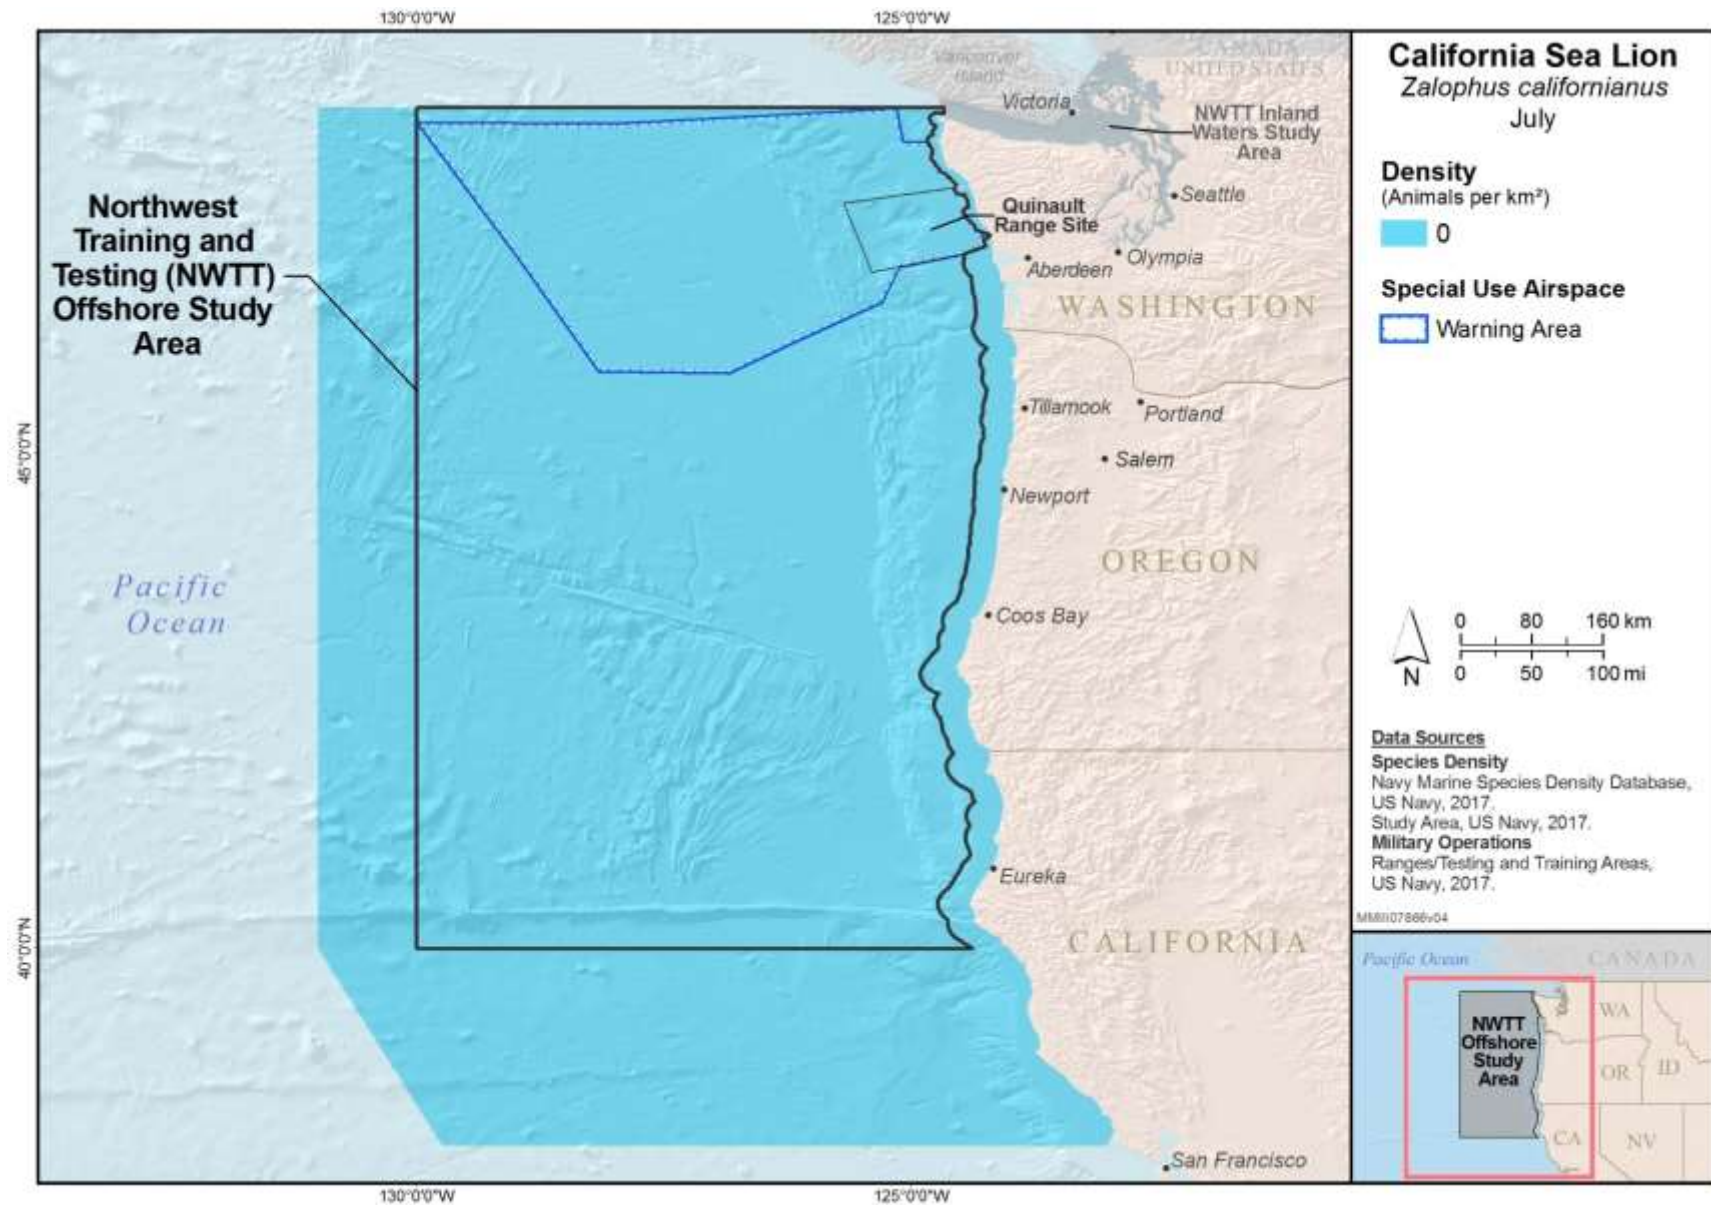 130°0'0"W
125°0'0"W
Vancouver
Island
CANADA
UNITED STATES
Victoria
NWTT Inland
Waters Study
Area
Seattle
Quinault
Range Site
Olympia
Aberdeen
WASHINGTON
Northwest
Training and
Testing (NWTT)
Offshore Study
Area
Tillamook
Portland
45°0'0"N
Salem
Newport
OREGON
Pacific
Ocean
Coos Bay
Eureka
40°0'0"N
CALIFORNIA
San Francisco
130°0'0"W
125°0'0"W
California Sea Lion
Zalophus californianus
July
Density
(Animals per km²)
0
Special Use Airspace
Warning Area
0 80 160 km
0 50 100 mi
N
Data Sources
Species Density
Navy Marine Species Density Database,
US Navy, 2017.
Study Area, US Navy, 2017.
Military Operations
Ranges/Testing and Training Areas,
US Navy, 2017.
Pacific Ocean
CANADA
WA
NWTT
Offshore
Study
Area
OR
ID
CA
NV